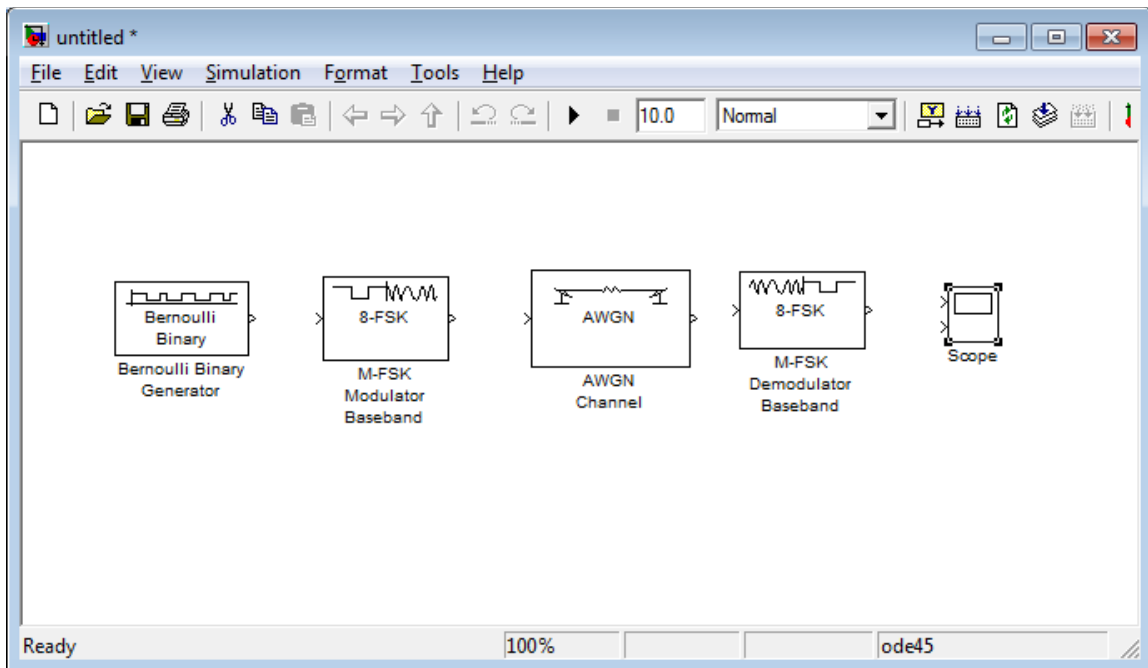 untitled *
File Edit View Simulation Format Tools Help
10.0 Normal
Bernoulli
Binary
Bernoulli Binary
Generator
8-FSK
M-FSK
Modulator
Baseband
AWGN
AWGN
Channel
8-FSK
M-FSK
Demodulator
Baseband
Scope
Ready 100% ode45